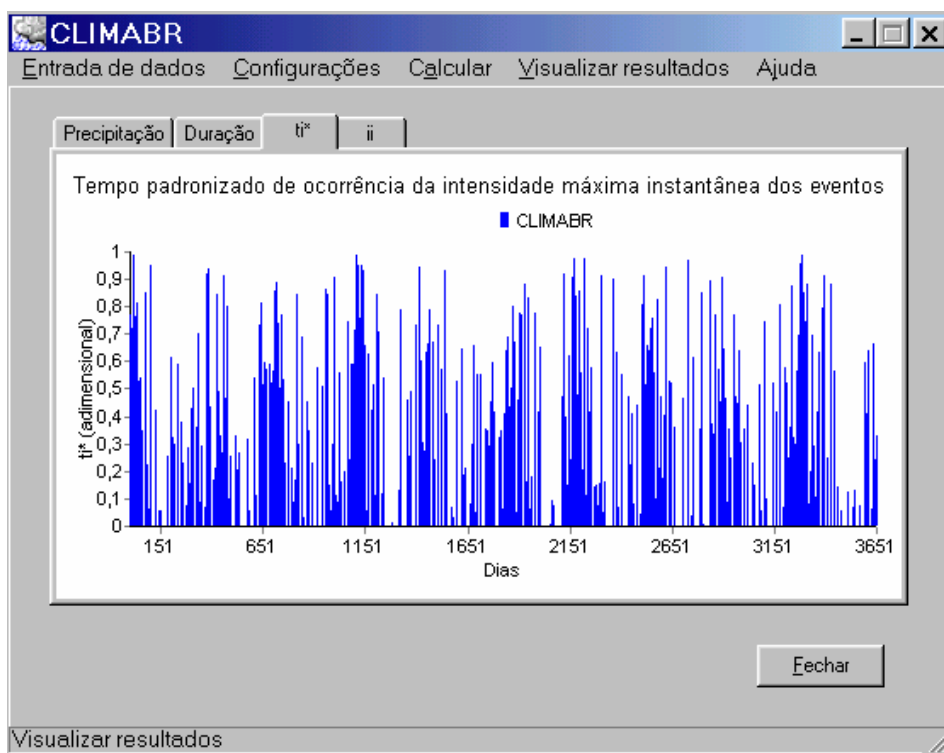 CLIMABR
Entrada de dados Configurações Calcular Visualizar resultados Ajuda
Precipitação Duração ti* ii
Tempo padronizado de ocorrência da intensidade máxima instantânea dos eventos
CLIMABR
1
0,9
0,8
0,7
0,6
0,5
0,4
0,3
0,2
0,1
0
ti* (adimensional)
151 651 1151 1651 2151 2651 3151 3651
Dias
Fechar
Visualizar resultados